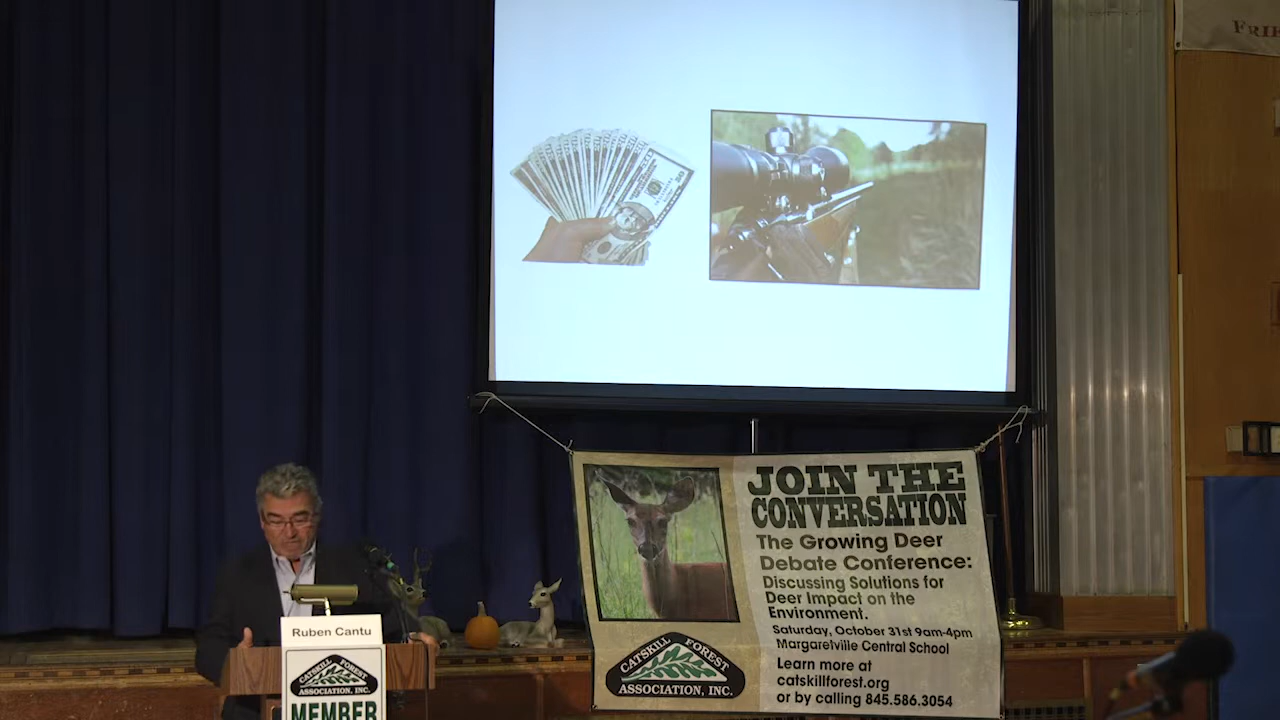 FRIE
JOIN THE
CONVERSATION
The Growing Deer
Debate Conference:
Discussing Solutions for
Deer Impact on the
Environment.
Saturday, October 31st 9am-4pm
Margaretville Central School
Learn more at
catskillforest.org
or by calling 845.586.3054
CATSKILL FOREST
ASSOCIATION, INC.
Ruben Cantu
CATSKILL FOREST
ASSOCIATION, INC.
MEMBER